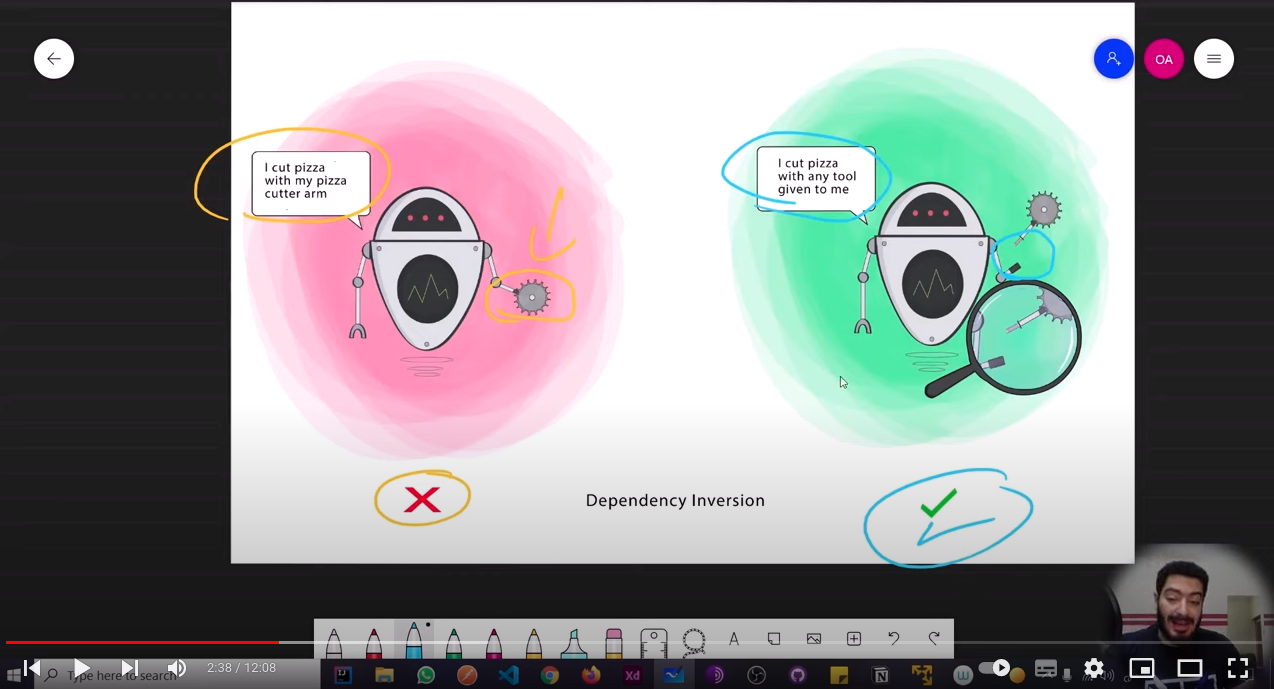 OA
I cut pizza
with my pizza
cutter arm
I cut pizza
with any tool
given to me
Dependency Inversion
A
2:38 / 12:08
Type here to search
Xd